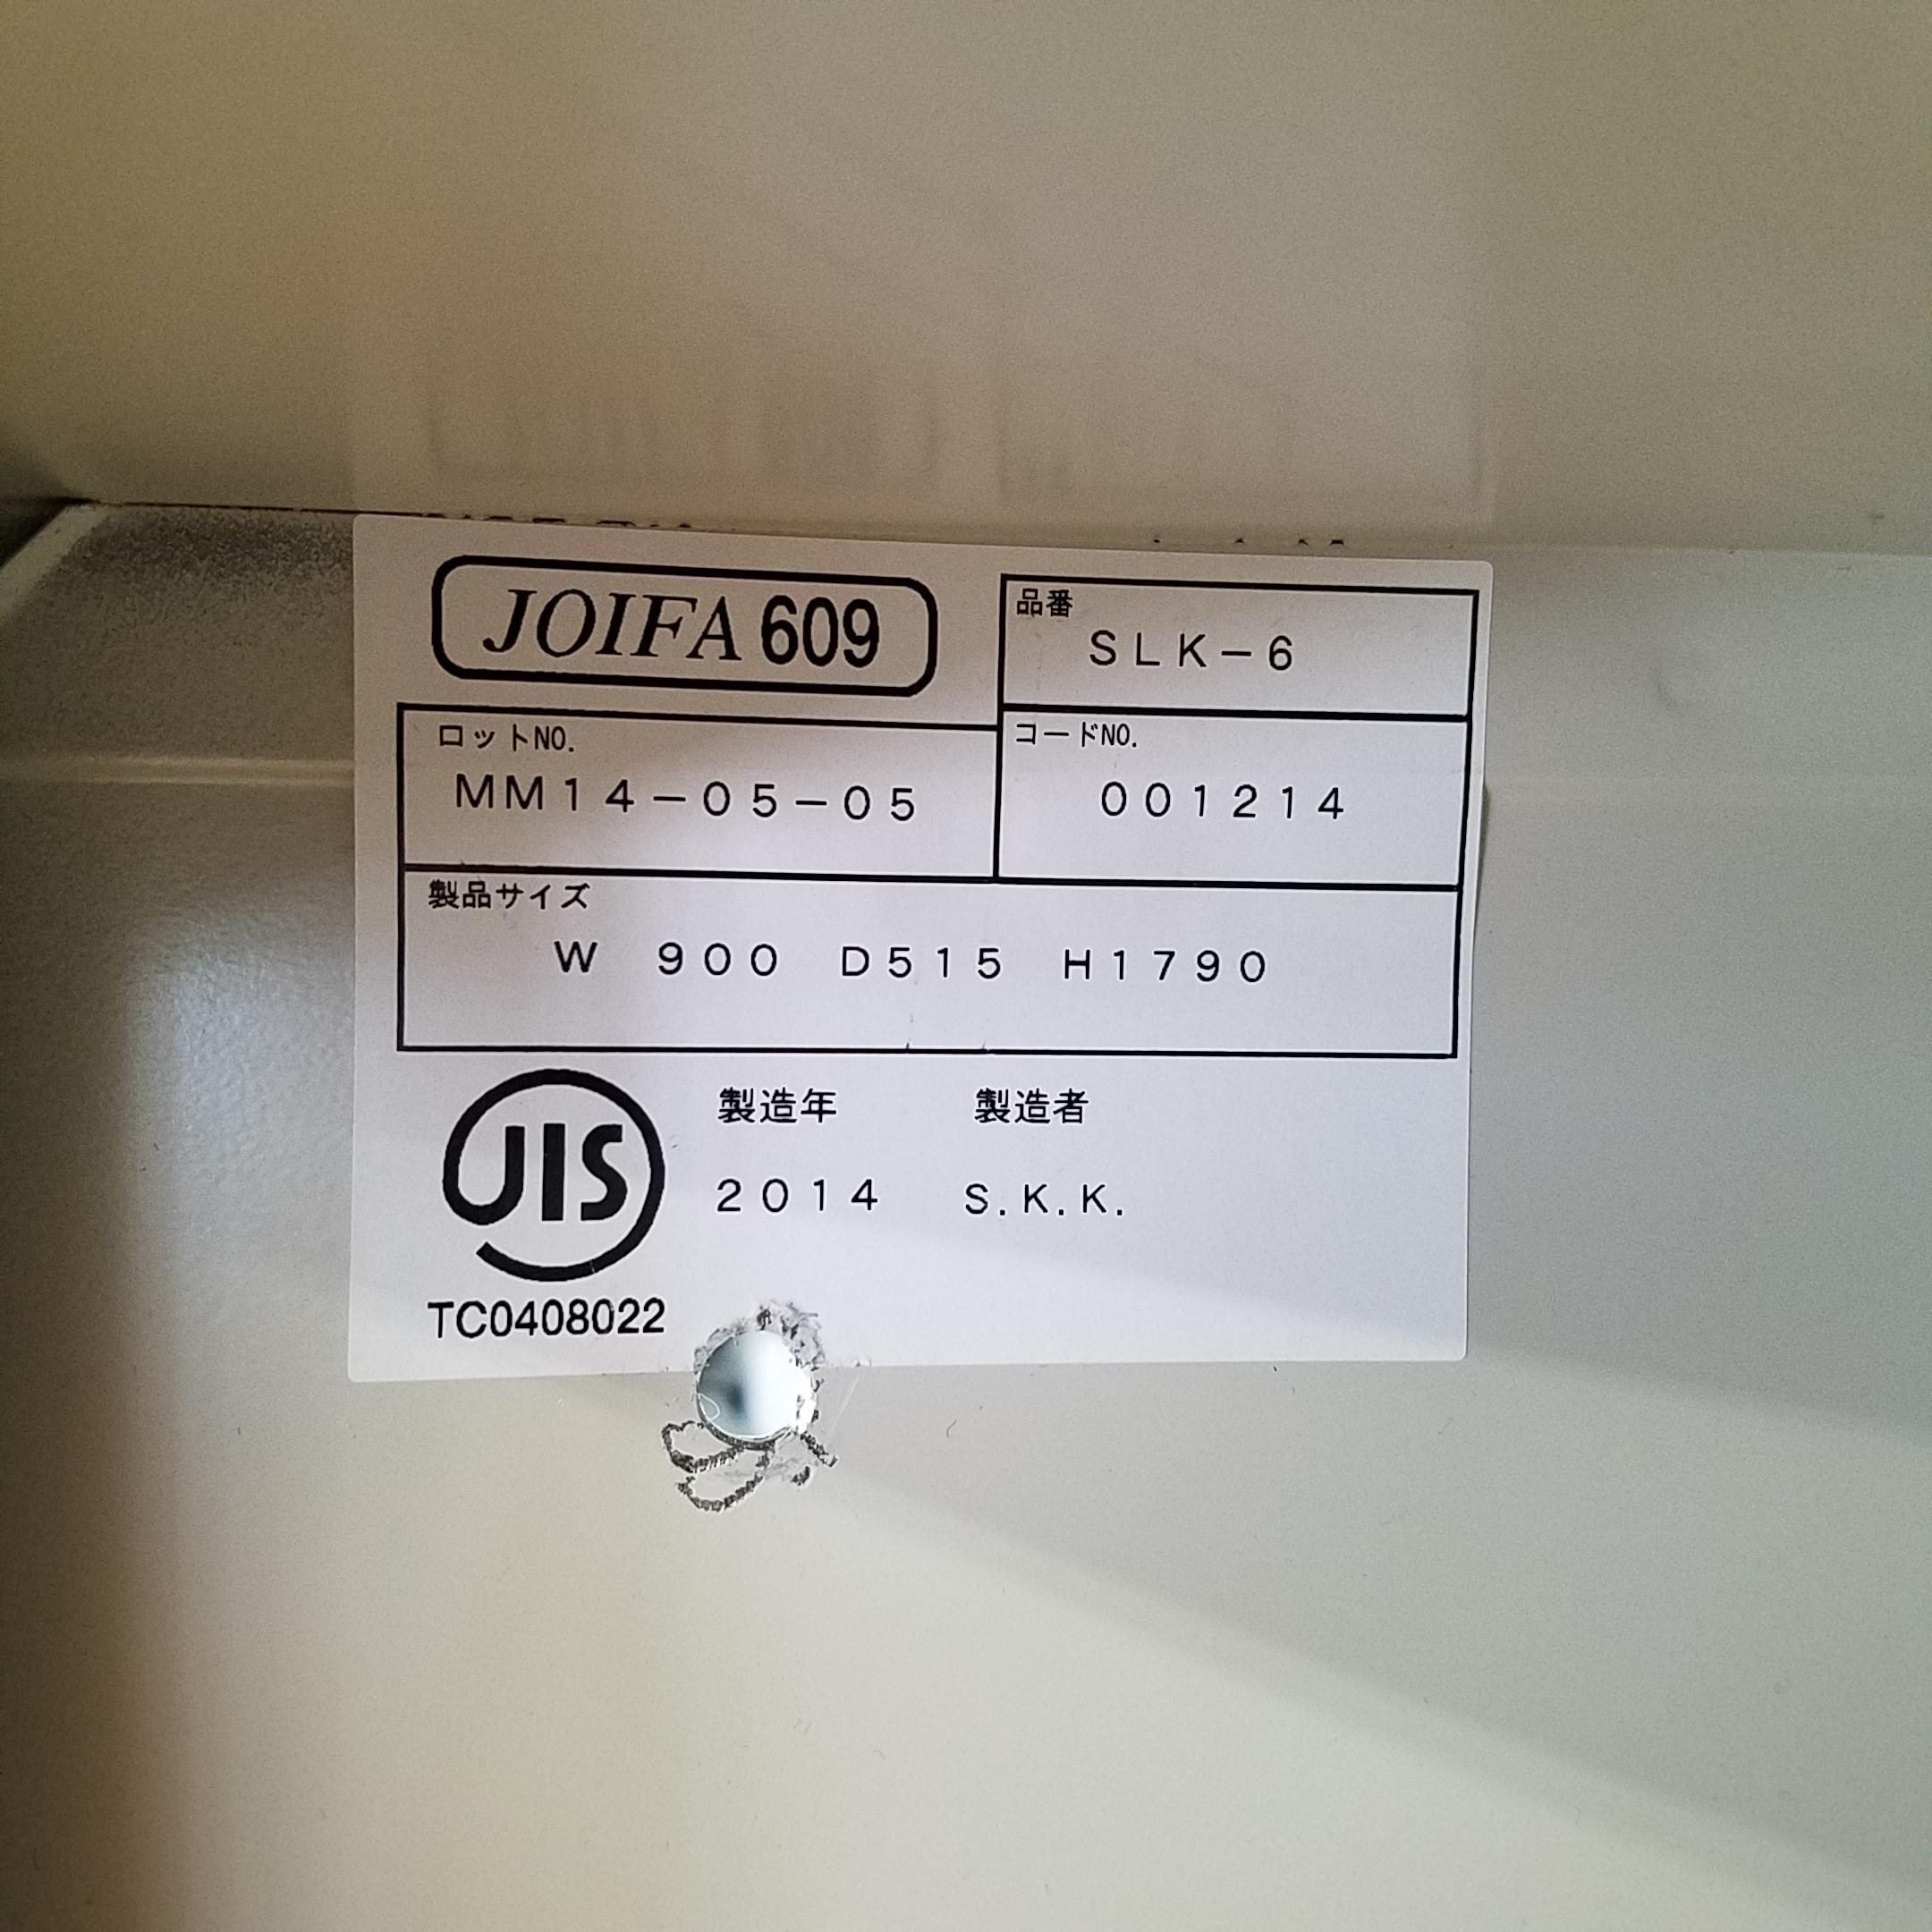 JOIFA 609
品番
SLK-6
ロットNO.
MM14-05-05
コードNO.
001214
製品サイズ
W 900 D515 H1790
JIS
製造年 製造者
2014 S.K.K.
TC0408022